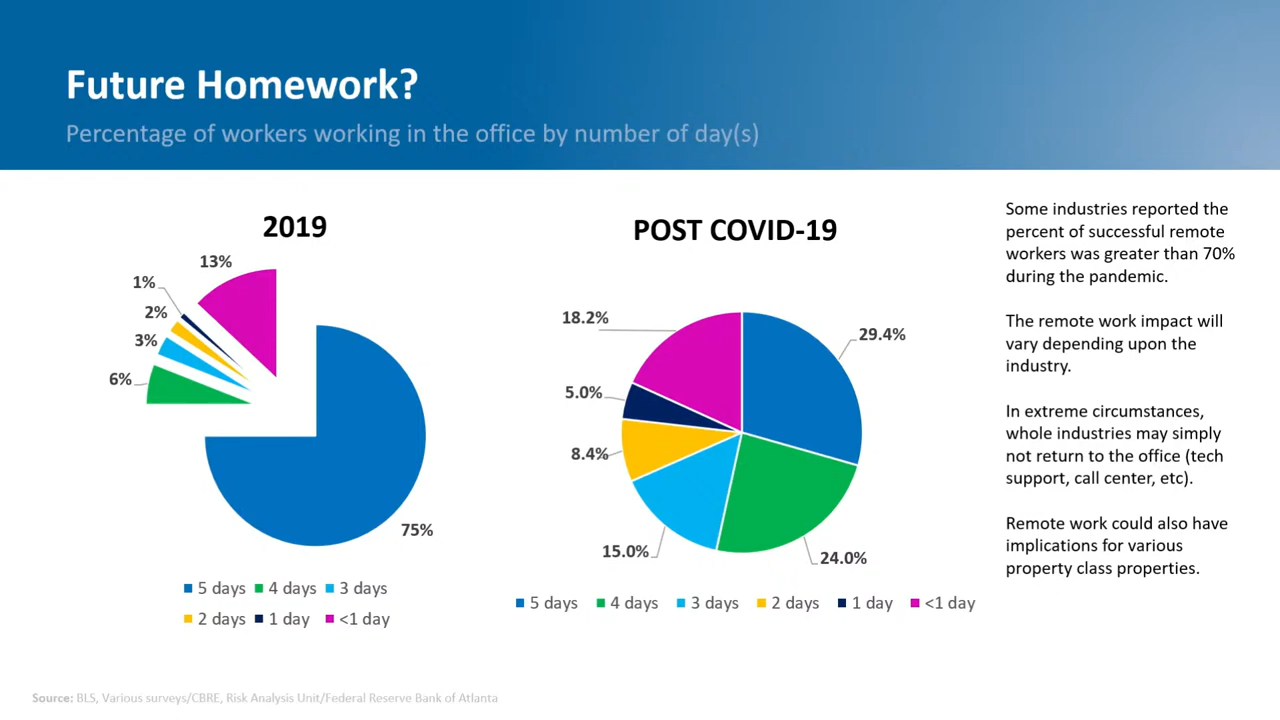 Future Homework?
Percentage of workers working in the office by number of day(s)
2019
13%
1%
2%
3%
6%
75%
5 days 4 days 3 days
2 days 1 day <1 day
POST COVID-19
18.2%
29.4%
5.0%
8.4%
15.0%
24.0%
5 days 4 days 3 days 2 days 1 day <1 day
Some industries reported the
percent of successful remote
workers was greater than 70%
during the pandemic.
The remote work impact will
vary depending upon the
industry.
In extreme circumstances,
whole industries may simply
not return to the office (tech
support, call center, etc).
Remote work could also have
implications for various
property class properties.
Source: BLS, Various surveys/CBRE, Risk Analysis Unit/Federal Reserve Bank of Atlanta